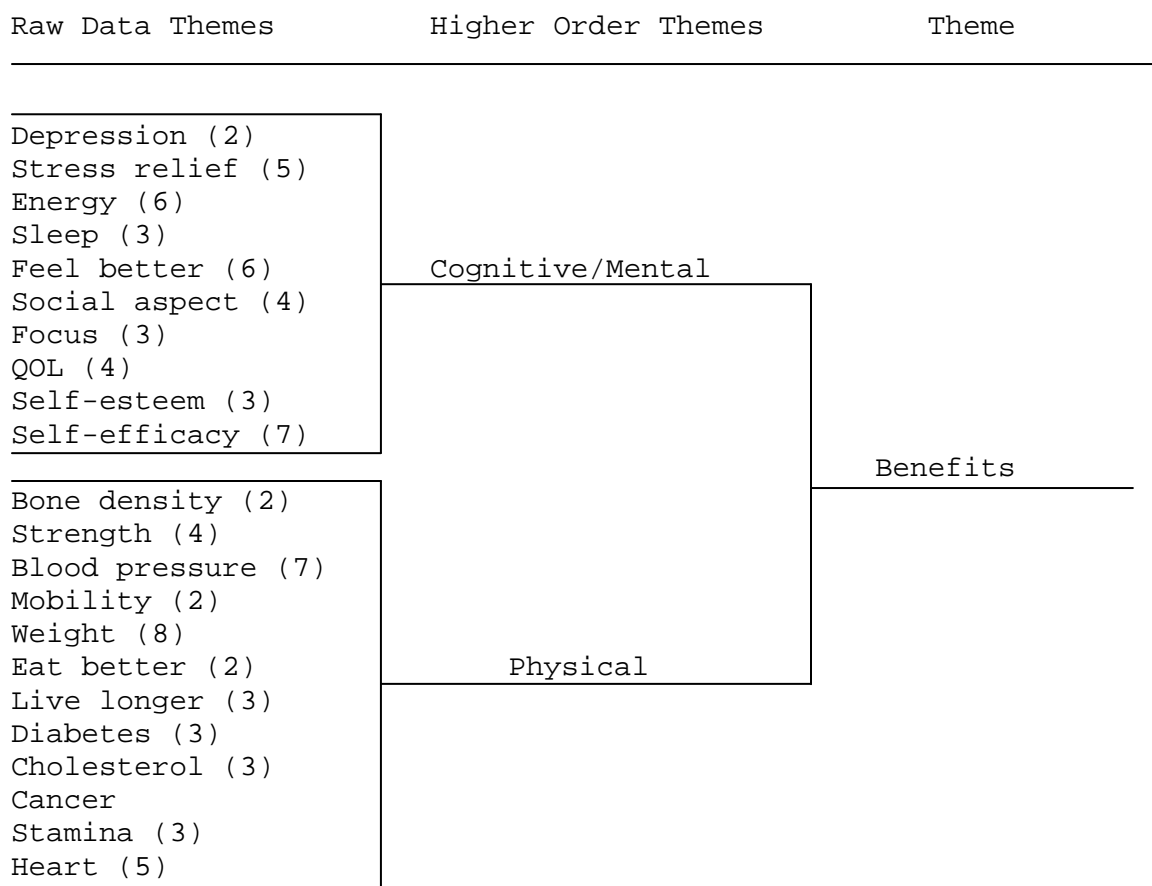 Raw Data Themes Higher Order Themes Theme
Depression (2)
Stress relief (5)
Energy (6)
Sleep (3)
Feel better (6) Cognitive/Mental
Social aspect (4)
Focus (3)
QOL (4)
Self-esteem (3)
Self-efficacy (7)
Benefits
Bone density (2)
Strength (4)
Blood pressure (7)
Mobility (2)
Weight (8)
Eat better (2) Physical
Live longer (3)
Diabetes (3)
Cholesterol (3)
Cancer
Stamina (3)
Heart (5)